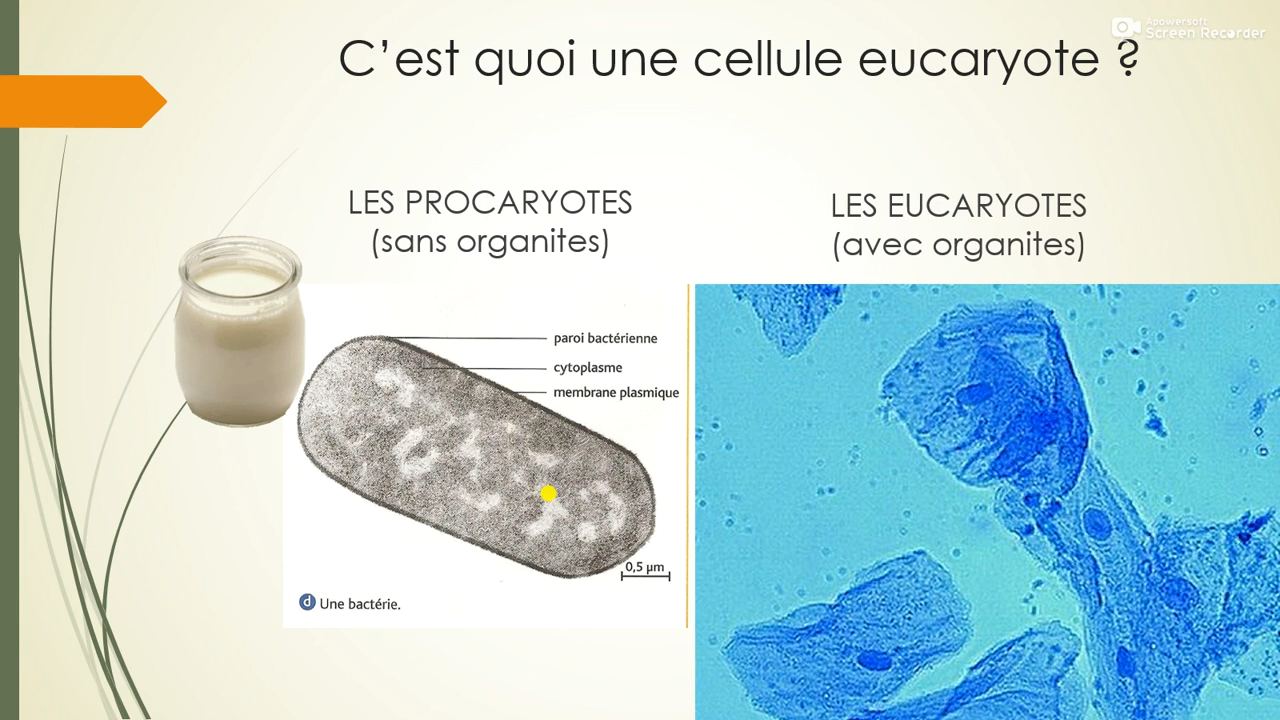 Apowersoft
Screen Recorder
C’est quoi une cellule eucaryote ?
LES PROCARYOTES
(sans organites)
LES EUCARYOTES
(avec organites)
paroi bactérienne
cytoplasme
membrane plasmique
0,5 µm
d Une bactérie.